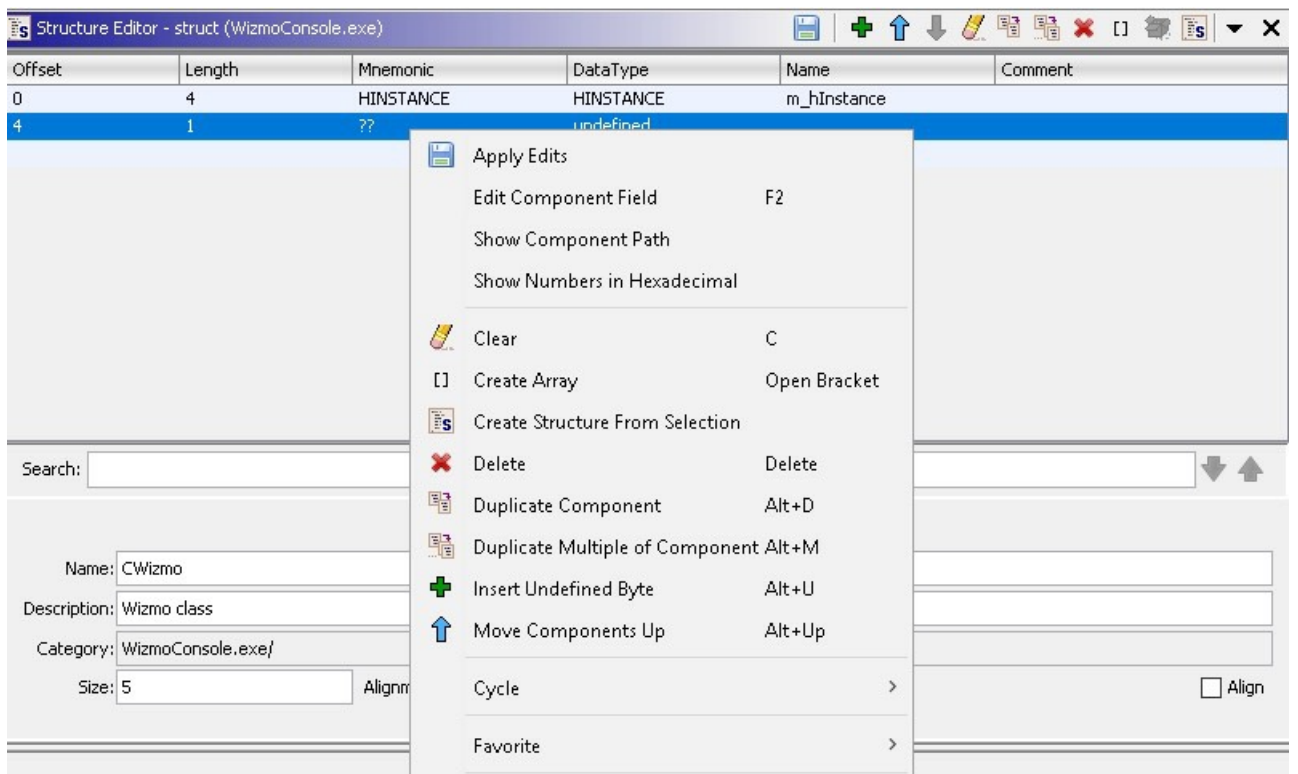 Structure Editor - struct (WizmoConsole.exe)
Offset Length Mnemonic DataType Name Comment
0 4 HINSTANCE HINSTANCE m_hInstance
4 1 ?? undefined
Apply Edits
Edit Component Field F2
Show Component Path
Show Numbers in Hexadecimal
Clear C
[] Create Array Open Bracket
Create Structure From Selection
Search:
Delete Delete
Duplicate Component Alt+D
Duplicate Multiple of Component Alt+M
Name: CWizmo
Insert Undefined Byte Alt+U
Description: Wizmo class
Move Components Up Alt+Up
Category: WizmoConsole.exe/
Size: 5 Alignm
Cycle >
Align
Favorite >